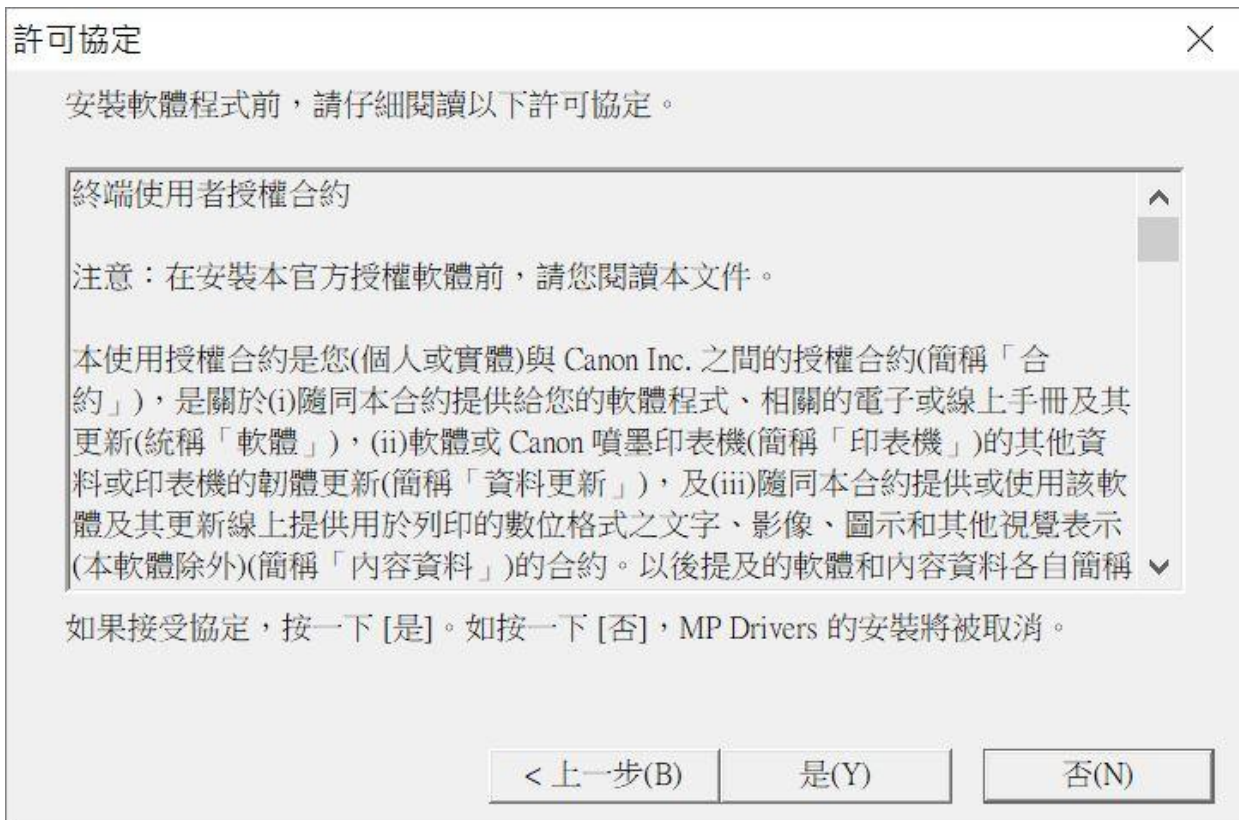 許可協定
安裝軟體程式前，請仔細閱讀以下許可協定。
終端使用者授權合約
注意：在安裝本官方授權軟體前，請您閱讀本文件。
本使用授權合約是您(個人或實體)與 Canon Inc. 之間的授權合約(簡稱「合
約」)，是關於(i)隨同本合約提供給您的軟體程式、相關的電子或線上手冊及其
更新(統稱「軟體」)，(ii)軟體或 Canon 噴墨印表機(簡稱「印表機」)的其他資
料或印表機的韌體更新(簡稱「資料更新」)，及(iii)隨同本合約提供或使用該軟
體及其更新線上提供用於列印的數位格式之文字、影像、圖示和其他視覺表示
(本軟體除外)(簡稱「內容資料」)的合約。以後提及的軟體和內容資料各自簡稱
如果接受協定，按一下 [是]。如按一下 [否]，MP Drivers 的安裝將被取消。
< 上一步(B)
是(Y)
否(N)